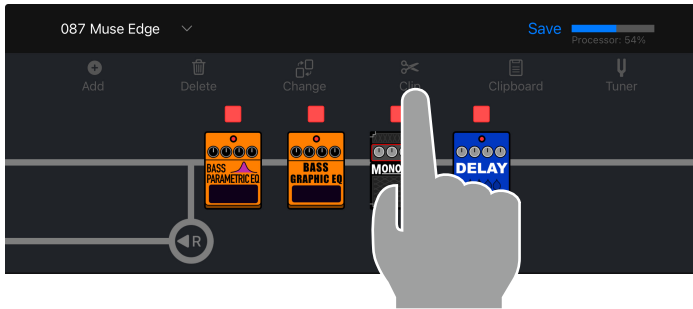 087 Muse Edge
Save
Processor: 54%
Add
Delete
Change
Clip
Clipboard
Tuner
BASS
PARAMETRIC EQ
BASS
GRAPHIC EQ
MONO
DELAY
R